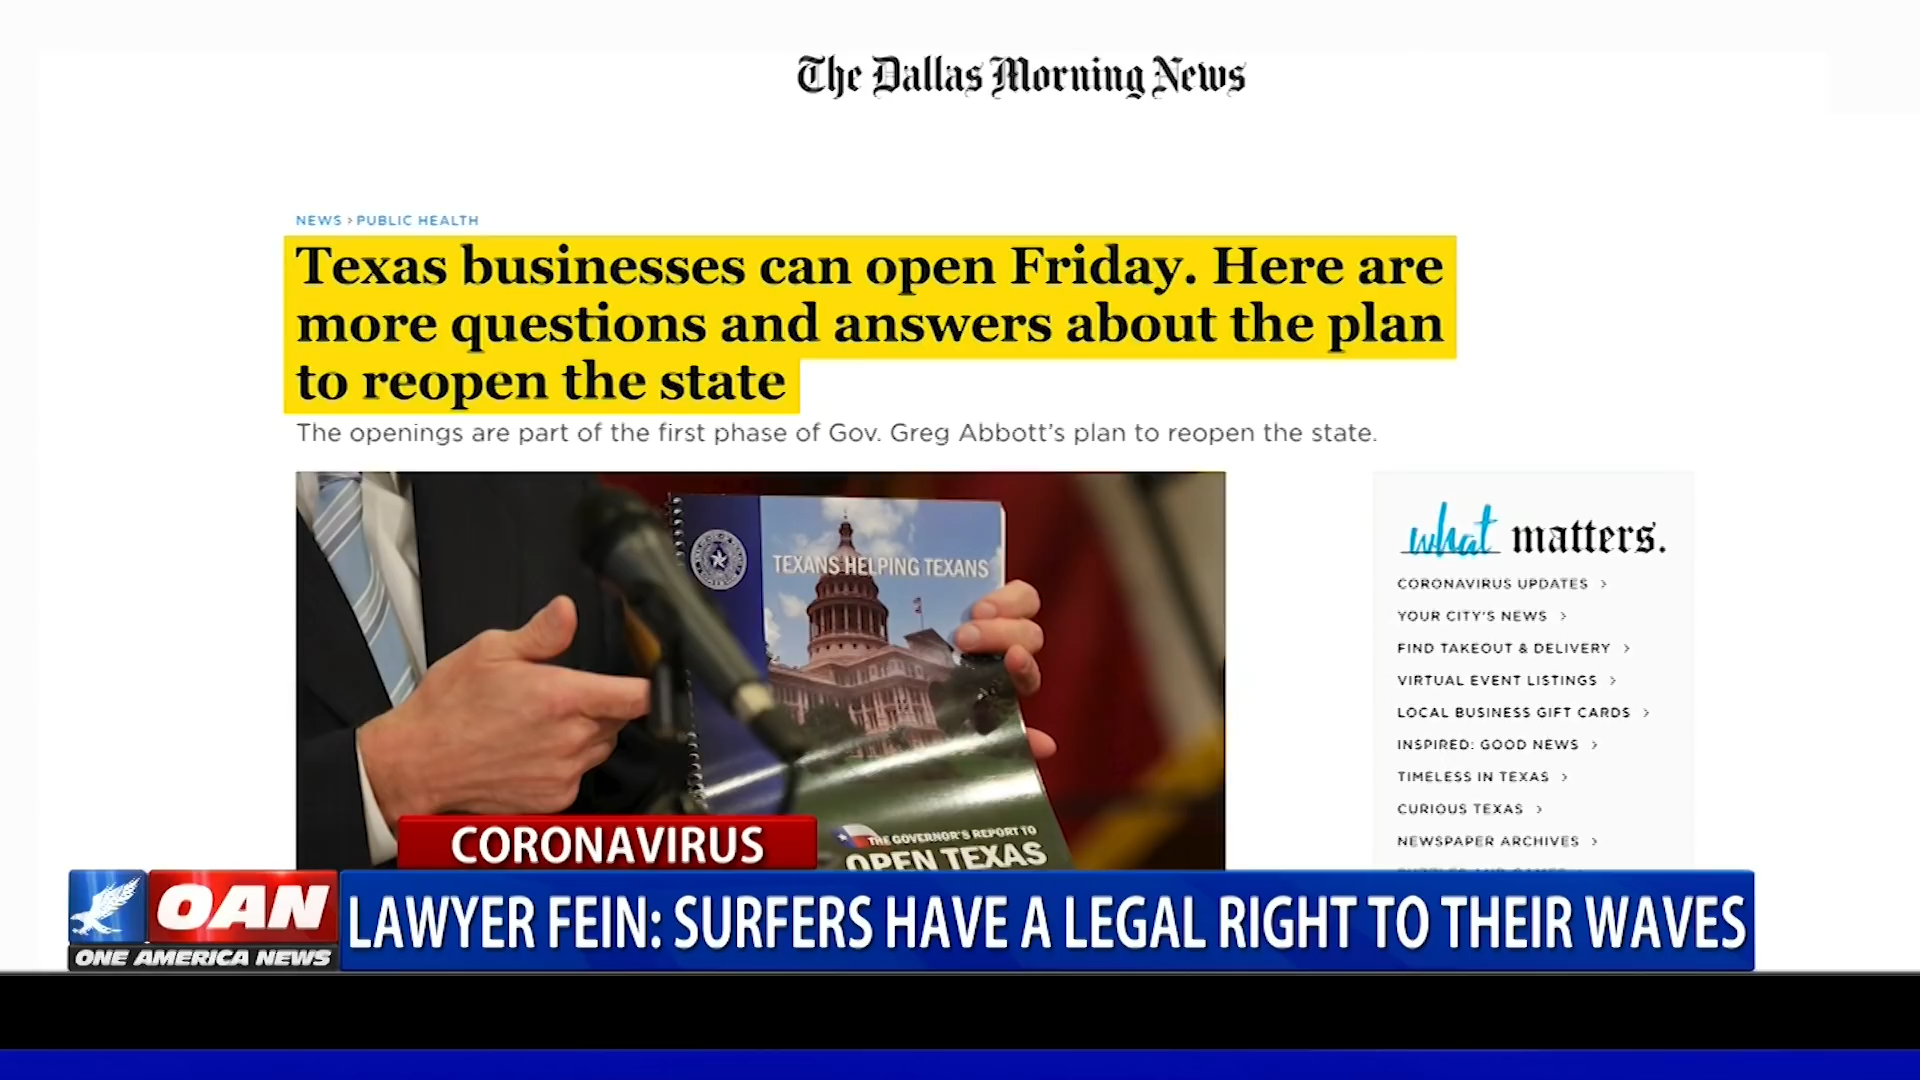 The Dallas Morning News
NEWS > PUBLIC HEALTH
Texas businesses can open Friday. Here are
more questions and answers about the plan
to reopen the state
The openings are part of the first phase of Gov. Greg Abbott's plan to reopen the state.
TEXANS HELPING TEXANS
THE GOVERNOR'S REPORT TO
OPEN TEXAS
what matters.
CORONAVIRUS UPDATES >
YOUR CITY'S NEWS >
FIND TAKEOUT & DELIVERY >
VIRTUAL EVENT LISTINGS >
LOCAL BUSINESS GIFT CARDS >
INSPIRED: GOOD NEWS >
TIMELESS IN TEXAS >
CURIOUS TEXAS >
NEWSPAPER ARCHIVES >
CORONAVIRUS
OAN
ONE AMERICA NEWS
LAWYER FEIN: SURFERS HAVE A LEGAL RIGHT TO THEIR WAVES